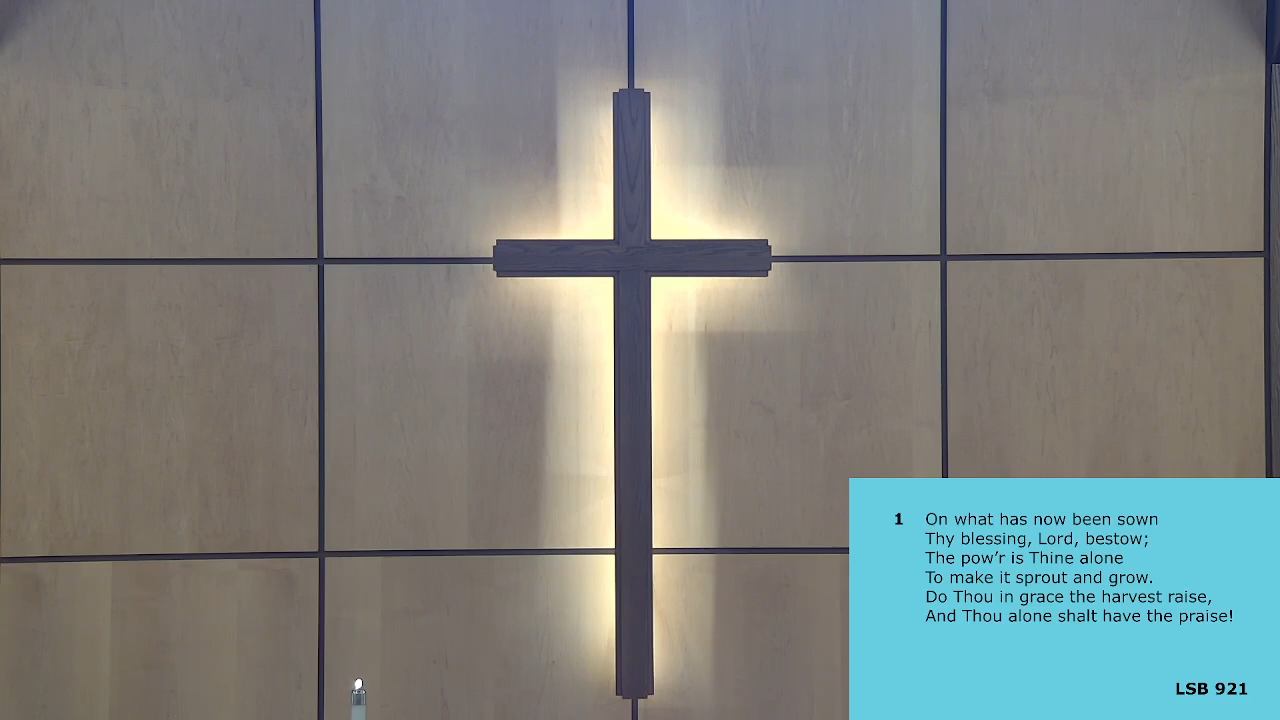 1 On what has now been sown
Thy blessing, Lord, bestow;
The pow'r is Thine alone
To make it sprout and grow.
Do Thou in grace the harvest raise,
And Thou alone shalt have the praise!
LSB 921